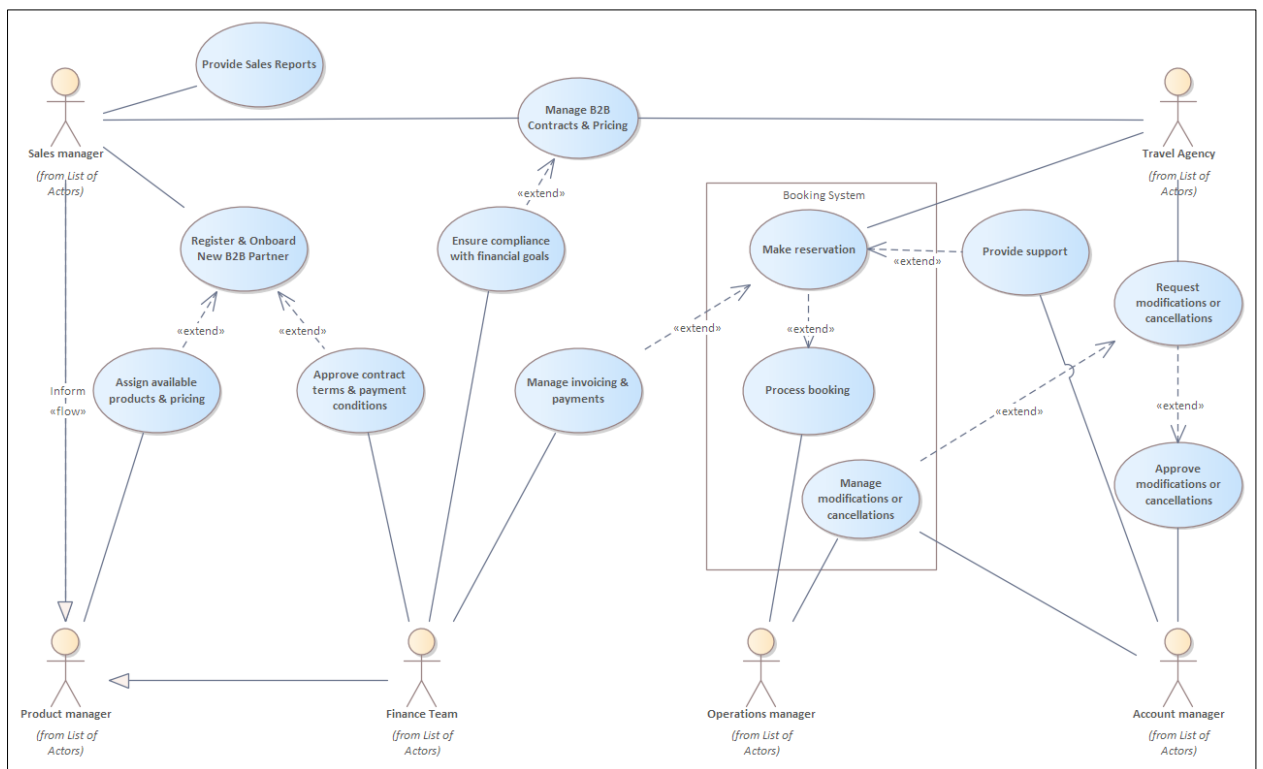 Provide Sales Reports
Manage B2B
Contracts & Pricing
Sales manager
(from List of
Actors)
Travel Agency
(from List of
Actors)
«extend»
Booking System
Register & Onboard
New B2B Partner
Ensure compliance
with financial goals
Make reservation
«extend»
Provide support
Request
modifications or
cancellations
«extend»
«extend»
«extend»
«extend»
Inform
«flow»
Assign available
products & pricing
Approve contract
terms & payment
conditions
Manage invoicing &
payments
Process booking
«extend»
«extend»
Manage
modifications or
cancellations
Approve
modifications or
cancellations
Product manager
(from List of
Actors)
Finance Team
(from List of
Actors)
Operations manager
(from List of
Actors)
Account manager
(from List of
Actors)